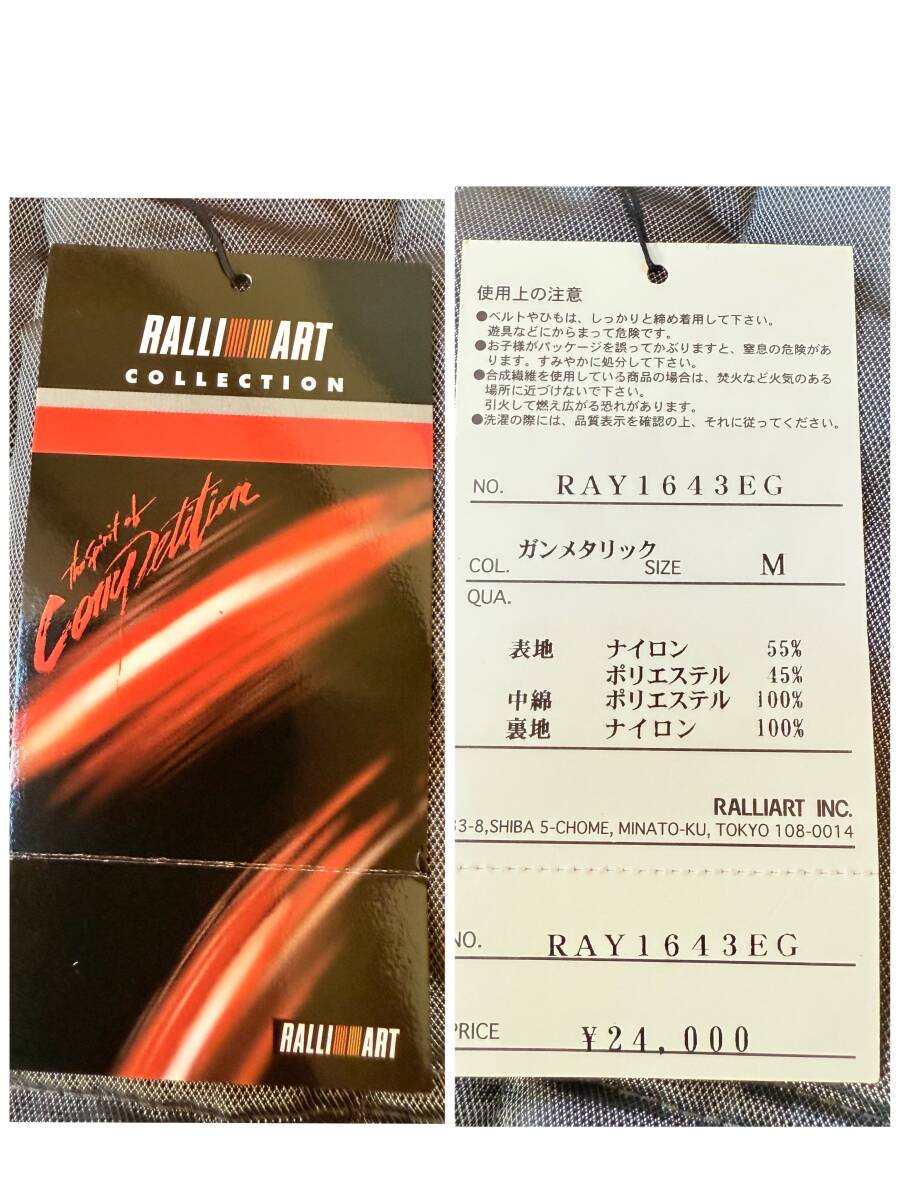 RALLI ART
COLLECTION
The Spirit of
Competition
RALLI ART
使用上の注意
●ベルトやひもは、しっかりと締め着用して下さい。
遊具などにからまって危険です。
●お子様がパッケージを誤ってかぶりますと、窒息の危険があ
ります。すみやかに処分して下さい。
●合成繊維を使用している商品の場合は、焚火など火気のある
場所に近づけないで下さい。
引火して燃え広がる恐れがあります。
●洗濯の際には、品質表示を確認の上、それに従ってください。
NO. RAY1643EG
COL. ガンメタリック SIZE M
QUA.
表地 ナイロン 55%
ポリエステル 45%
中綿 ポリエステル 100%
裏地 ナイロン 100%
RALLIART INC.
33-8,SHIBA 5-CHOME, MINATO-KU, TOKYO 108-0014
NO. RAY1643EG
PRICE ¥24,000